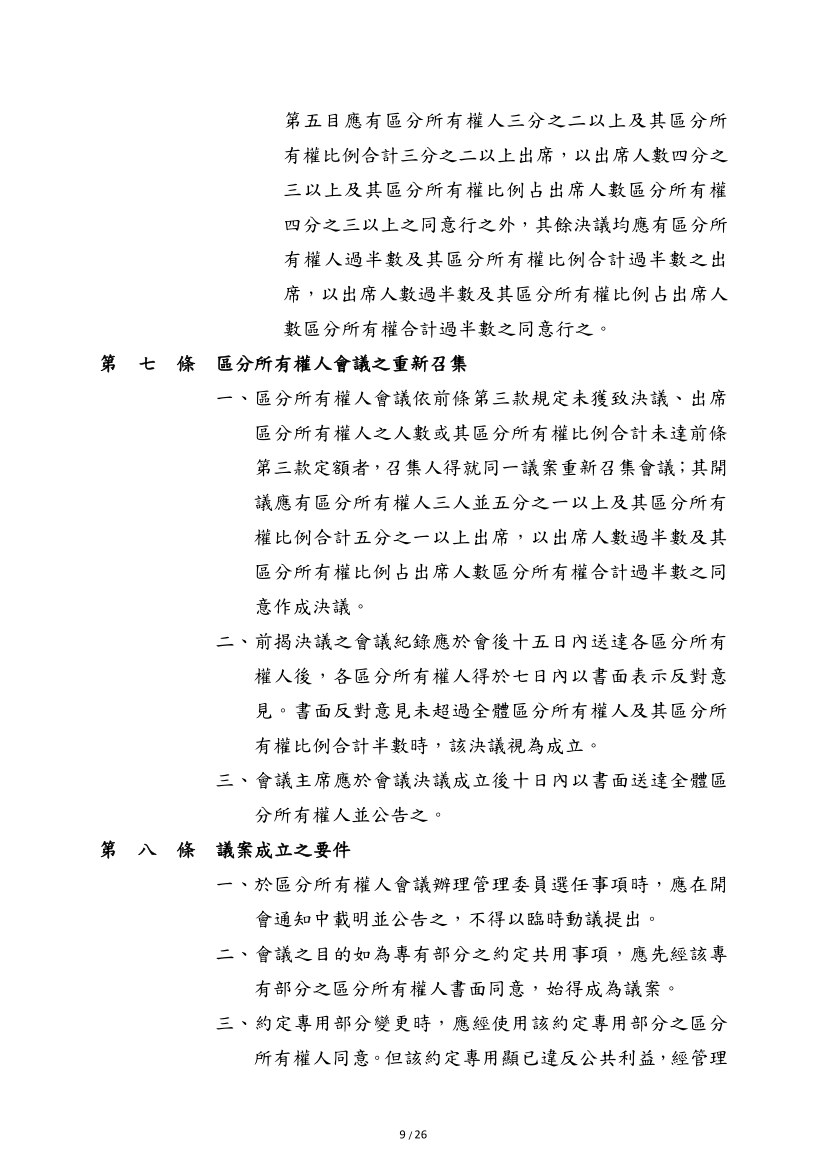 第五目應有區分所有權人三分之二以上及其區分所
有權比例合計三分之二以上出席，以出席人數四分之
三以上及其區分所有權比例占出席人數區分所有權
四分之三以上之同意行之外，其餘決議均應有區分所
有權人過半數及其區分所有權比例合計過半數之出
席，以出席人數過半數及其區分所有權比例占出席人
數區分所有權合計過半數之同意行之。
第　七　條　區分所有權人會議之重新召集
一、區分所有權人會議依前條第三款規定未獲致決議、出席
區分所有權人之人數或其區分所有權比例合計未達前條
第三款定額者，召集人得就同一議案重新召集會議；其開
議應有區分所有權人三人並五分之一以上及其區分所有
權比例合計五分之一以上出席，以出席人數過半數及其
區分所有權比例占出席人數區分所有權合計過半數之同
意作成決議。
二、前揭決議之會議紀錄應於會後十五日內送達各區分所有
權人後，各區分所有權人得於七日內以書面表示反對意
見。書面反對意見未超過全體區分所有權人及其區分所
有權比例合計半數時，該決議視為成立。
三、會議主席應於會議決議成立後十日內以書面送達全體區
分所有權人並公告之。
第　八　條　議案成立之要件
一、於區分所有權人會議辦理管理委員選任事項時，應在開
會通知中載明並公告之，不得以臨時動議提出。
二、會議之目的如為專有部分之約定共用事項，應先經該專
有部分之區分所有權人書面同意，始得成為議案。
三、約定專用部分變更時，應經使用該約定專用部分之區分
所有權人同意。但該約定專用顯已違反公共利益，經管理
9 / 26